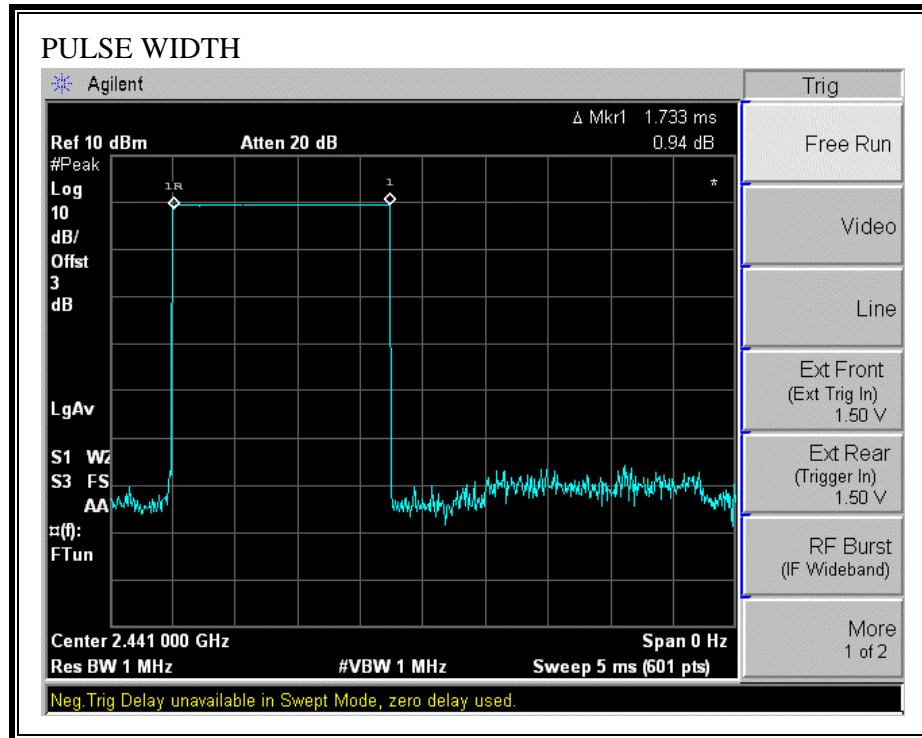 PULSE WIDTH
Agilent
Trig
Δ Mkr1 1.733 ms
Ref 10 dBm Atten 20 dB 0.94 dB
#Peak
Log
10
dB/
Offst
3
dB
1R
1
*
LgAv
S1 W2
S3 FS
AA
¤(f):
FTun
Center 2.441 000 GHz Span 0 Hz
Res BW 1 MHz #VBW 1 MHz Sweep 5 ms (601 pts)
Neg.Trig Delay unavailable in Swept Mode, zero delay used.
Free Run
Video
Line
Ext Front
(Ext Trig In)
1.50 V
Ext Rear
(Trigger In)
1.50 V
RF Burst
(IF Wideband)
More
1 of 2